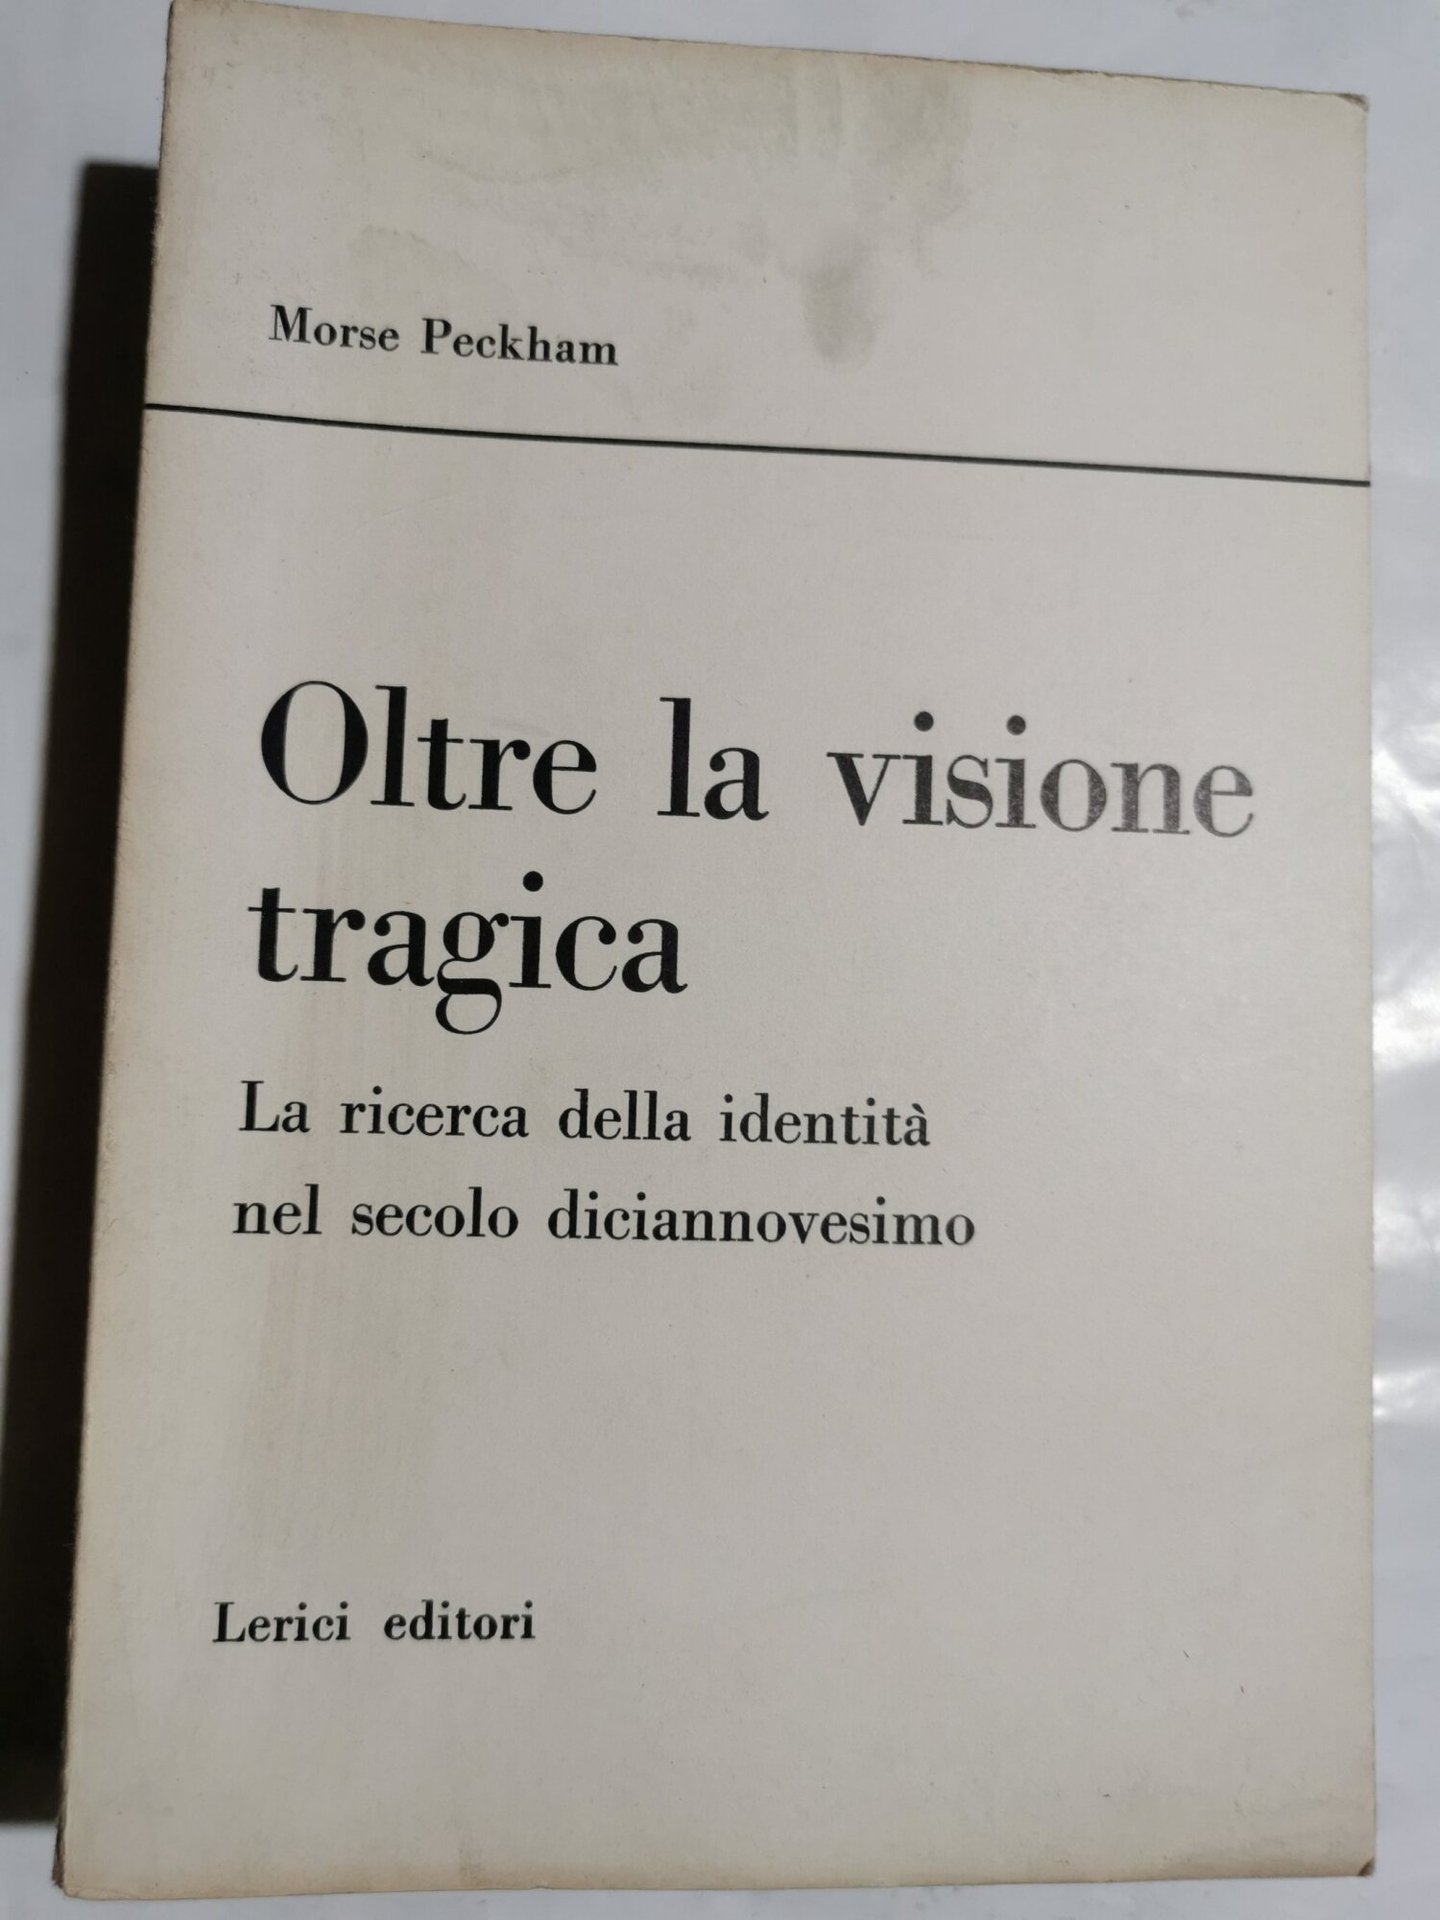 Morse Peckham
Oltre la visione
tragica
La ricerca della identità
nel secolo diciannovesimo
Lerici editori